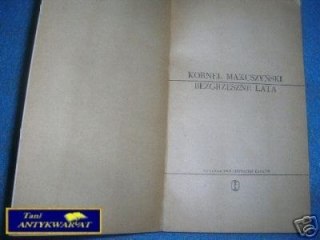 KORNEL MAKUSZYŃSKI
BEZGRZESZNE LATA
Tani
ANTYKWARIAT